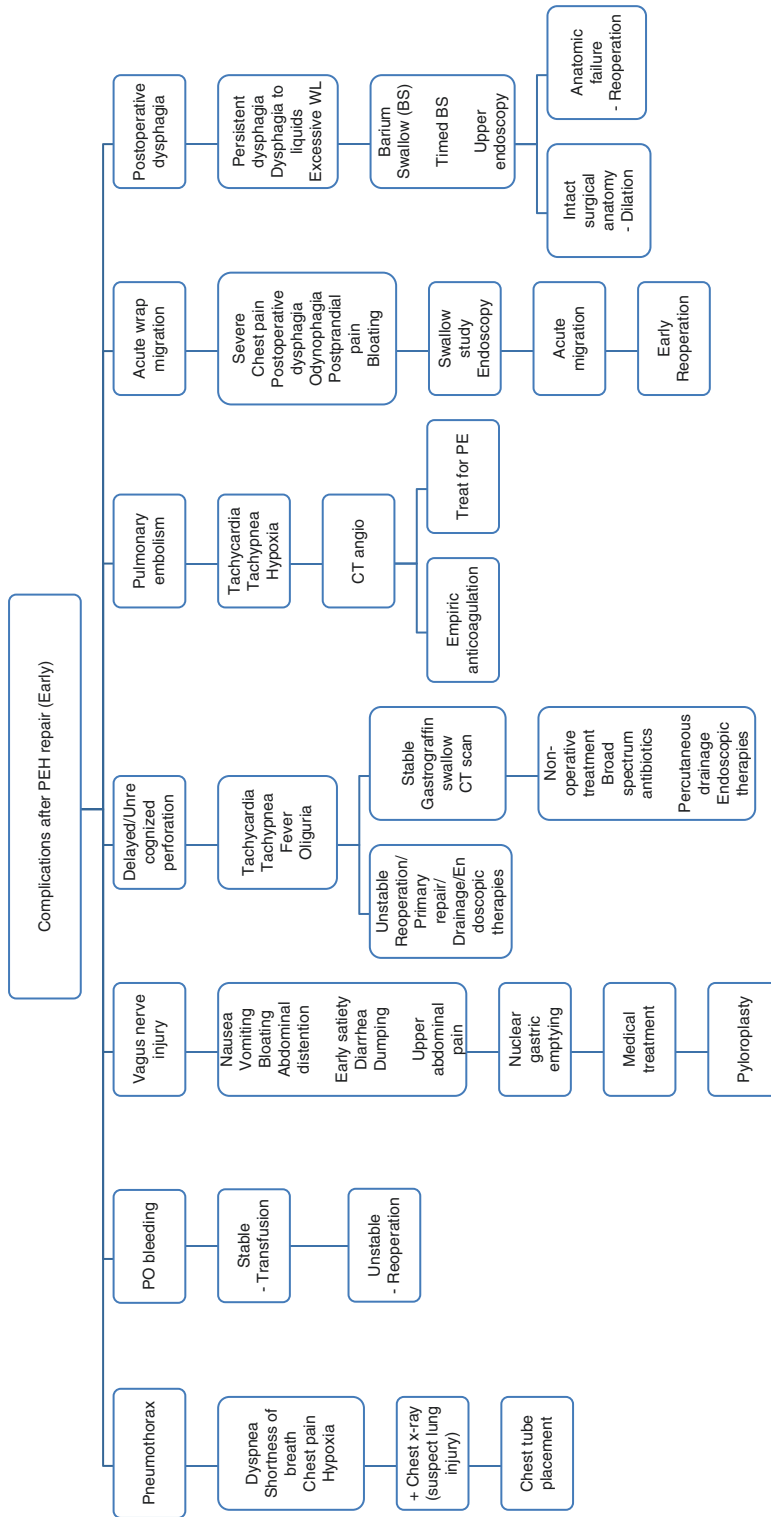 Complications after PEH repair (Early)
Pneumothorax
Dyspnea
Shortness of
breath
Chest pain
Hypoxia
+ Chest x-ray
(suspect lung
injury)
Chest tube
placement
PO bleeding
Stable
- Transfusion
Unstable
- Reoperation
Vagus nerve
injury
Nausea
Vomiting
Bloating
Abdominal
distention
Early satiety
Diarrhea
Dumping
Upper
abdominal
pain
Nuclear
gastric
emptying
Medical
treatment
Pyloroplasty
Delayed/Unre
cognized
perforation
Tachycardia
Tachypnea
Fever
Oliguria
Unstable
Reoperation/
Primary
repair/
Drainage/En
doscopic
therapies
Stable
Gastrograffin
swallow
CT scan
Non-
operative
treatment
Broad
spectrum
antibiotics
Percutaneous
drainage
Endoscopic
therapies
Pulmonary
embolism
Tachycardia
Tachypnea
Hypoxia
CT angio
Empiric
anticoagulation
Treat for PE
Acute wrap
migration
Severe
Chest pain
Postoperative
dysphagia
Odynophagia
Postprandial
pain
Bloating
Swallow
study
Endoscopy
Acute
migration
Early
Reoperation
Postoperative
dysphagia
Persistent
dysphagia
Dysphagia to
liquids
Excessive WL
Barium
Swallow (BS)
Timed BS
Upper
endoscopy
Intact
surgical
anatomy
- Dilation
Anatomic
failure
- Reoperation